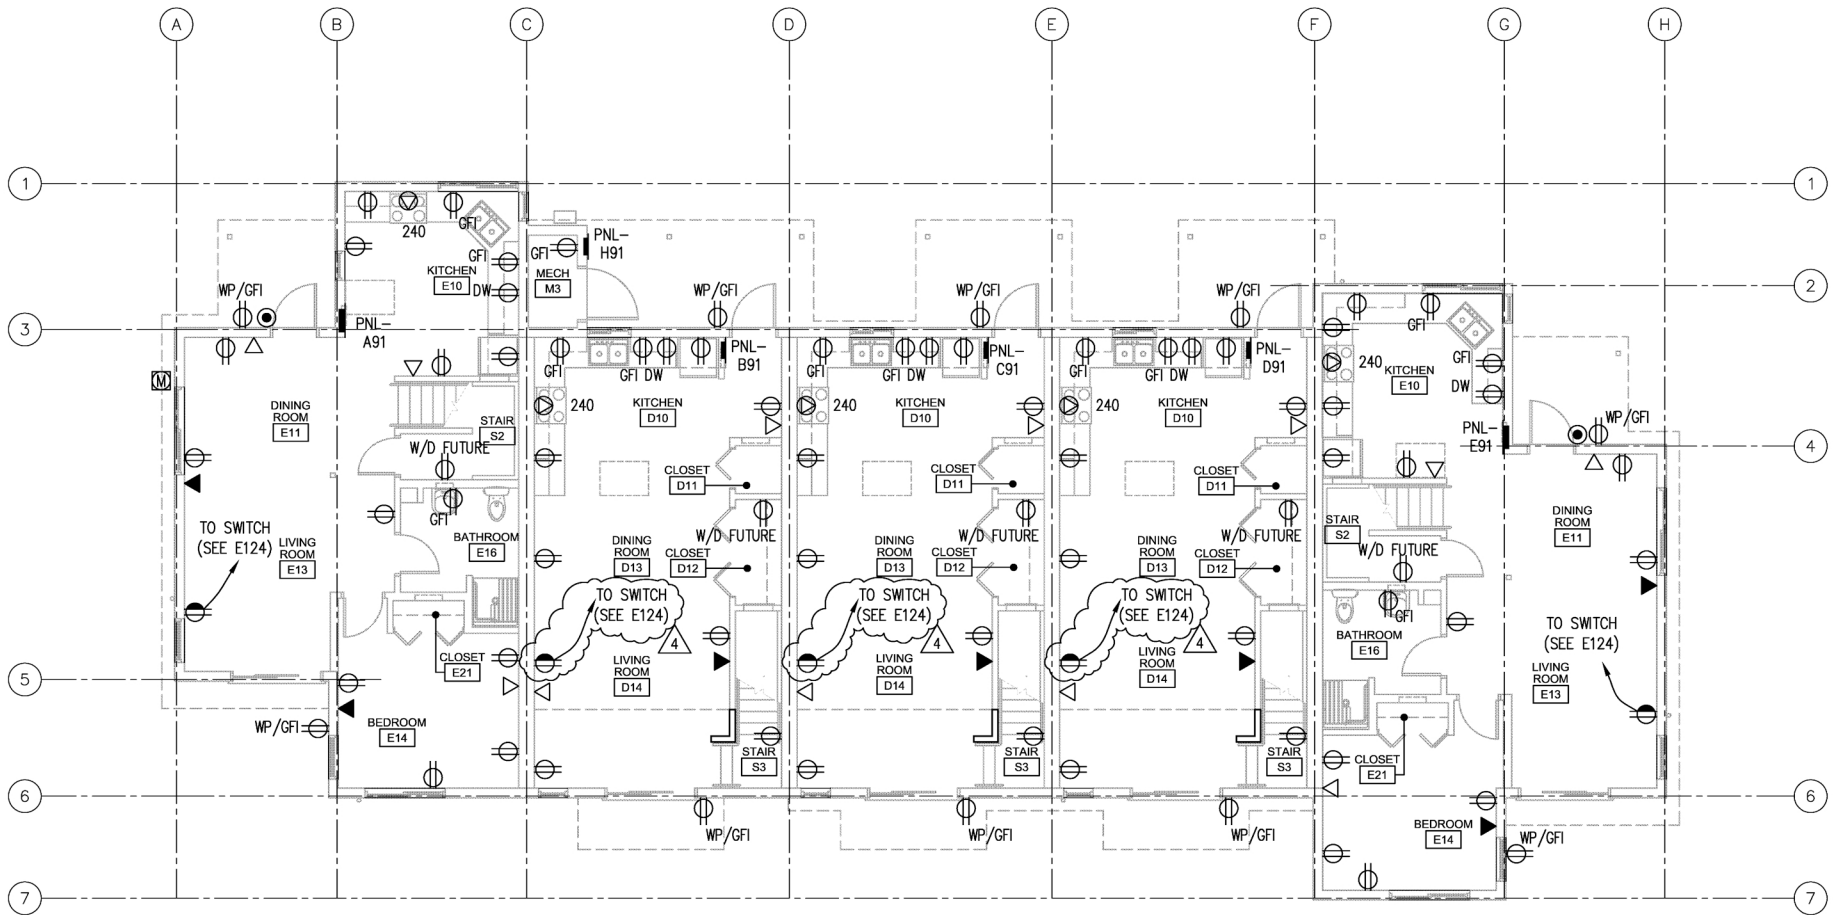 A
B
C
D
E
F
G
H
1
1
240
GFI
PNL-
H91
GFI
GFI
KITCHEN
E10
MECH
M3
DW
WP/GFI
WP/GFI
WP/GFI
WP/GFI
2
3
PNL-
A91
GFI
KITCHEN
E10
240
GFI
DW
PNL-
B91
PNL-
C91
PNL-
D91
GFI
GFI DW
GFI
GFI DW
GFI
GFI DW
M
DINING
ROOM
E11
STAIR
S2
W/D FUTURE
240
KITCHEN
D10
240
KITCHEN
D10
240
KITCHEN
D10
PNL-
E91
WP/GFI
4
CLOSET
D11
CLOSET
D11
CLOSET
D11
GFI
BATHROOM
E16
TO SWITCH
(SEE E124)
LIVING
ROOM
E13
W/D FUTURE
W/D FUTURE
W/D FUTURE
STAIR
S2
W/D FUTURE
DINING
ROOM
E11
DINING
ROOM
D13
CLOSET
D12
DINING
ROOM
D13
CLOSET
D12
DINING
ROOM
D13
CLOSET
D12
TO SWITCH
(SEE E124)
4
TO SWITCH
(SEE E124)
4
TO SWITCH
(SEE E124)
4
GFI
BATHROOM
E16
TO SWITCH
(SEE E124)
CLOSET
E21
LIVING
ROOM
D14
LIVING
ROOM
D14
LIVING
ROOM
D14
LIVING
ROOM
E13
5
5
WP/GFI
BEDROOM
E14
STAIR
S3
STAIR
S3
STAIR
S3
CLOSET
E21
6
6
WP/GFI
WP/GFI
WP/GFI
BEDROOM
E14
WP/GFI
7
7